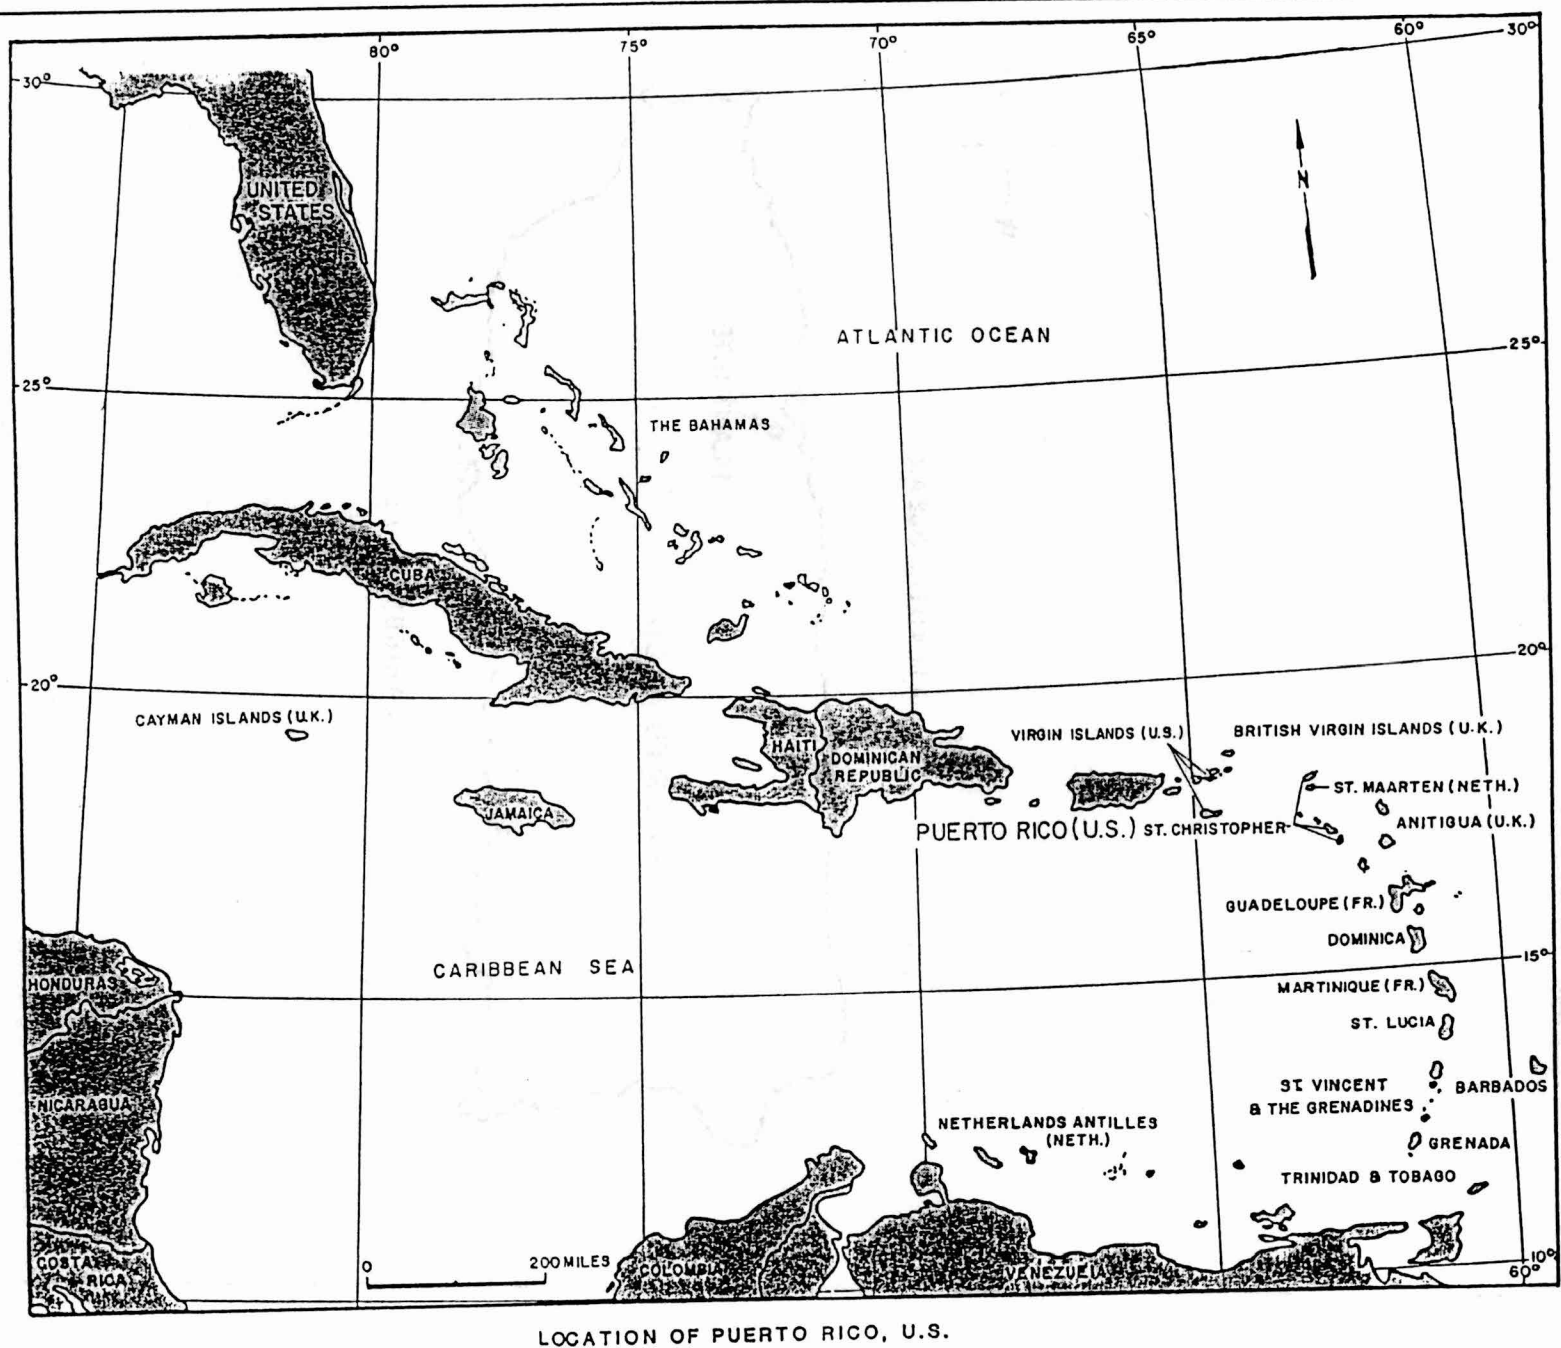 80°
75°
70°
65°
60°
30°
30°
UNITED
STATES
N
ATLANTIC OCEAN
25°
25°
THE BAHAMAS
CUBA
20°
20°
CAYMAN ISLANDS (U.K.)
HAITI
DOMINICAN
REPUBLIC
VIRGIN ISLANDS (U.S.)
BRITISH VIRGIN ISLANDS (U.K.)
JAMAICA
ST. MAARTEN (NETH.)
PUERTO RICO (U.S.)
ST. CHRISTOPHER
ANITIGUA (U.K.)
GUADELOUPE (FR.)
DOMINICA
CARIBBEAN SEA
15°
HONDURAS
MARTINIQUE (FR.)
ST. LUCIA
NICARAGUA
ST. VINCENT
& THE GRENADINES
BARBADOS
NETHERLANDS ANTILLES
(NETH.)
GRENADA
TRINIDAD & TOBAGO
COSTA
RICA
0
200 MILES
COLOMBIA
VENEZUELA
10°
60°
LOCATION OF PUERTO RICO, U.S.